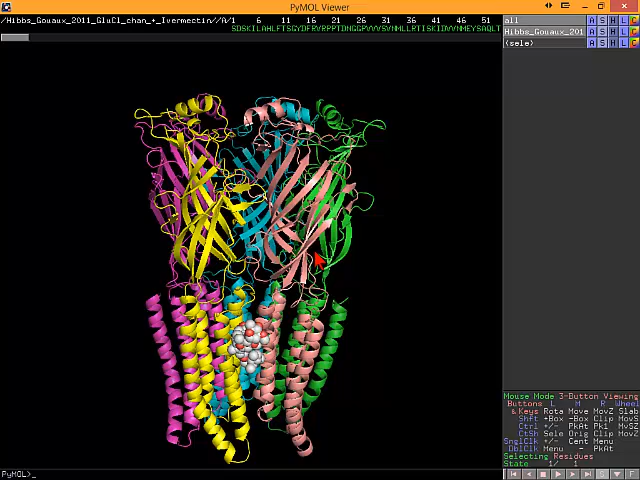 PyMOL Viewer
/Hibbs_Gouaux_2011_GluCl_chan_+_Ivermectin//A/1 6 11 16 21 26 31 36 41 46 51
SDSKILAHLFTSGYDFRVRPPTDNGGPVVVSVNMLLRTISKIDVVNMEYSAQLT
all A S H L C
Hibbs_Gouaux_201 A S H L C
(sele) A S H L C
Mouse Mode 3-Button Viewing
Buttons L M R Wheel
& Keys Rota Move MovZ Slab
Shft +Box -Box Clip MovS
Ctrl +/- PkAt Pk1 MvSZ
CtSh Sele Orig Clip MovZ
SnglClk +/- Cent Menu
DblClk Menu - PkAt
Selecting Residues
State 1/ 1
S F
PyMOL>_